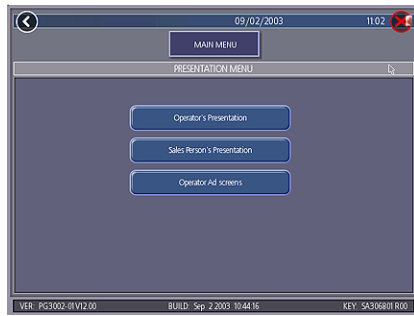 09/02/2003 11:02
MAIN MENU
PRESENTATION MENU
Operator's Presentation
Sales Person's Presentation
Operator Ad screens
VER: PG3002-01V12.00 BUILD: Sep 2 2003 10:44:16 KEY: SA306801 R00